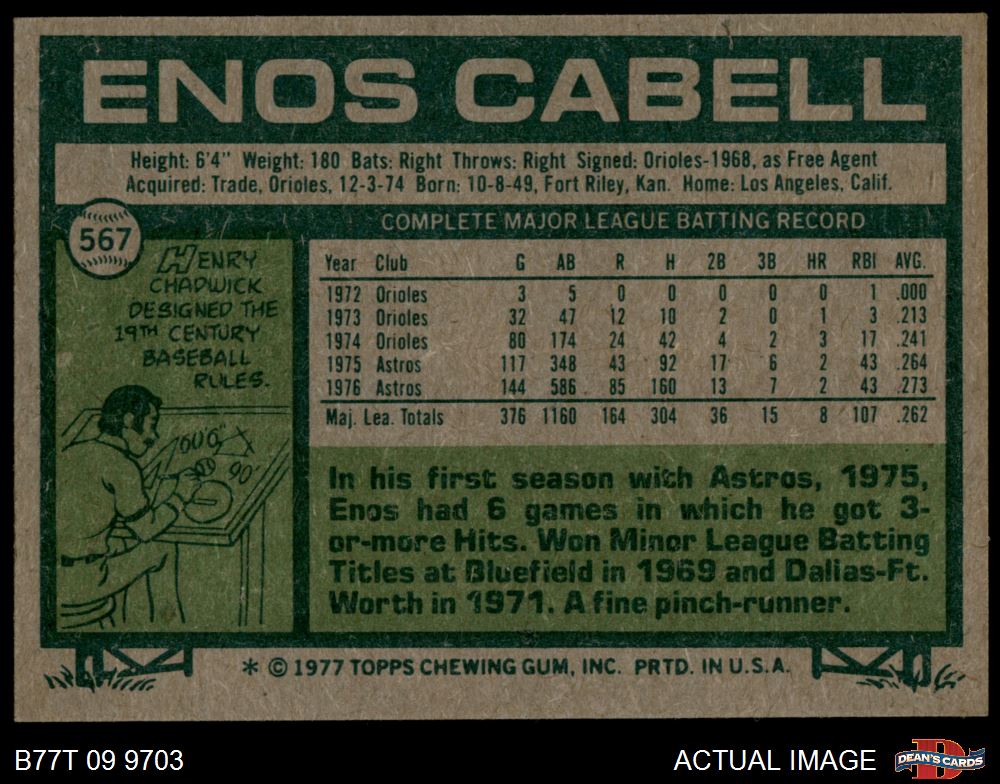 ENOS CABELL
Height: 6'4" Weight: 180 Bats: Right Throws: Right Signed: Orioles-1968, as Free Agent
Acquired: Trade, Orioles, 12-3-74 Born: 10-8-49, Fort Riley, Kan. Home: Los Angeles, Calif.
567
HENRY
CHADWICK
DESIGNED THE
19TH CENTURY
BASEBALL
RULES.
60'6"
90'
COMPLETE MAJOR LEAGUE BATTING RECORD
Year Club G AB R H 2B 3B HR RBI AVG.
1972 Orioles 3 5 0 0 0 0 0 1 .000
1973 Orioles 32 47 12 10 2 0 1 3 .213
1974 Orioles 80 174 24 42 4 2 3 17 .241
1975 Astros 117 348 43 92 17 6 2 43 .264
1976 Astros 144 586 85 160 13 7 2 43 .273
Maj. Lea. Totals 376 1160 164 304 36 15 8 107 .262
In his first season with Astros, 1975,
Enos had 6 games in which he got 3-
or-more Hits. Won Minor League Batting
Titles at Bluefield in 1969 and Dallas-Ft.
Worth in 1971. A fine pinch-runner.
* © 1977 TOPPS CHEWING GUM, INC. PRTD. IN U.S.A.
B77T 09 9703
ACTUAL IMAGE
D
DEAN'S CARDS